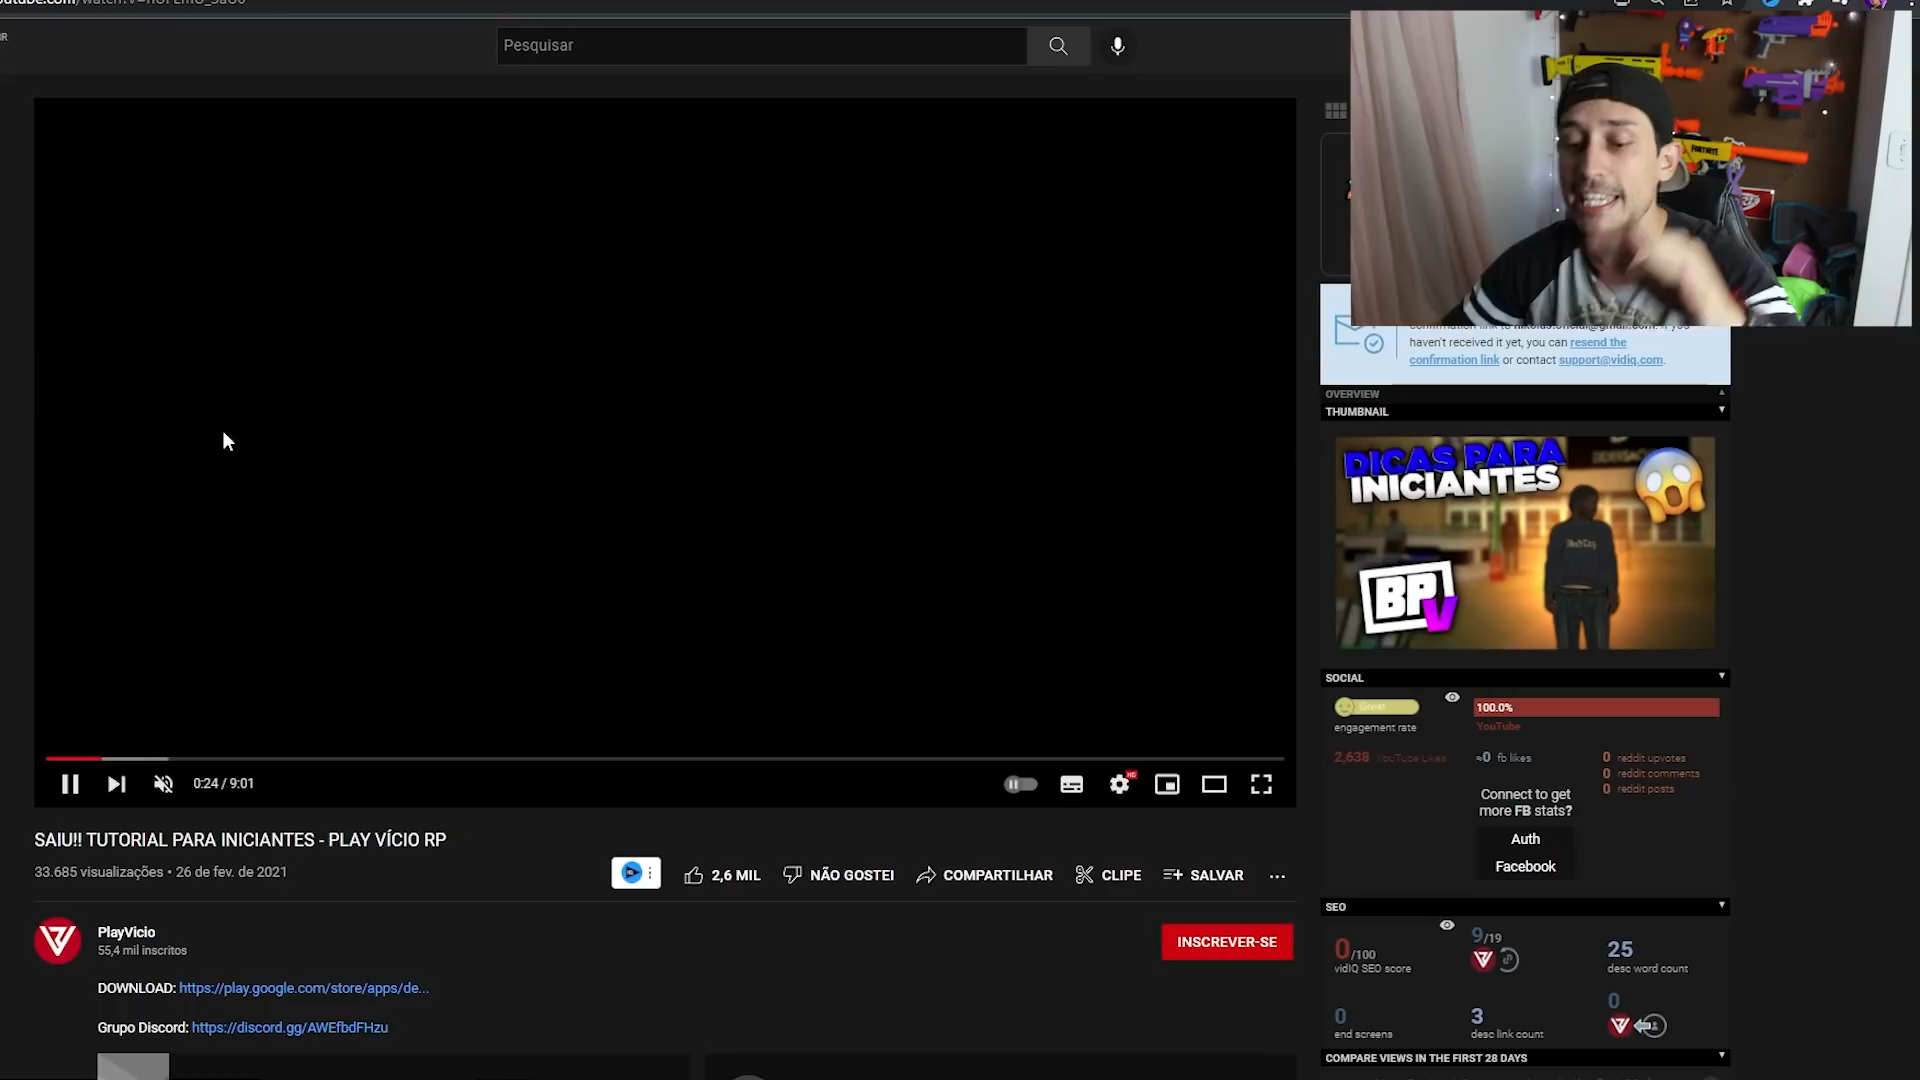 Pesquisar
FORTNITE
haven't received it yet, you can resend the
confirmation link or contact support@vidiq.com.
OVERVIEW
THUMBNAIL
DICAS PARA
INICIANTES
BPV
SOCIAL
Great
100.0%
engagement rate
YouTube
2,638 YouTube Likes
≈0 fb likes
0 reddit upvotes
0 reddit comments
0 reddit posts
Connect to get
more FB stats?
Auth
Facebook
0:24 / 9:01
HD
SAIU!! TUTORIAL PARA INICIANTES - PLAY VÍCIO RP
33.685 visualizações • 26 de fev. de 2021
2,6 MIL
NÃO GOSTEI
COMPARTILHAR
CLIPE
SALVAR
PlayVicio
55,4 mil inscritos
INSCREVER-SE
DOWNLOAD: https://play.google.com/store/apps/de...
Grupo Discord: https://discord.gg/AWEfbdFHzu
SEO
0/100
vidIQ SEO score
9/19
25
desc word count
0
end screens
3
desc link count
0
COMPARE VIEWS IN THE FIRST 28 DAYS